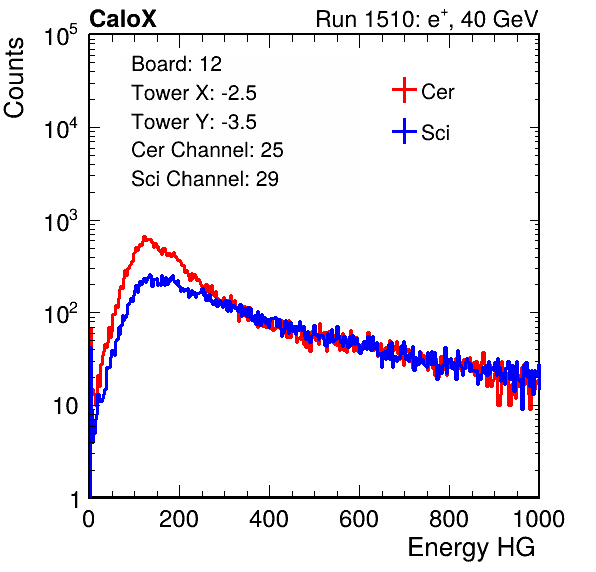 CaloX Run 1510: e⁺, 40 GeV
Counts
Board: 12
Tower X: -2.5
Tower Y: -3.5
Cer Channel: 25
Sci Channel: 29
Cer
Sci
10⁵
10⁴
10³
10²
10
1
0 200 400 600 800 1000
Energy HG